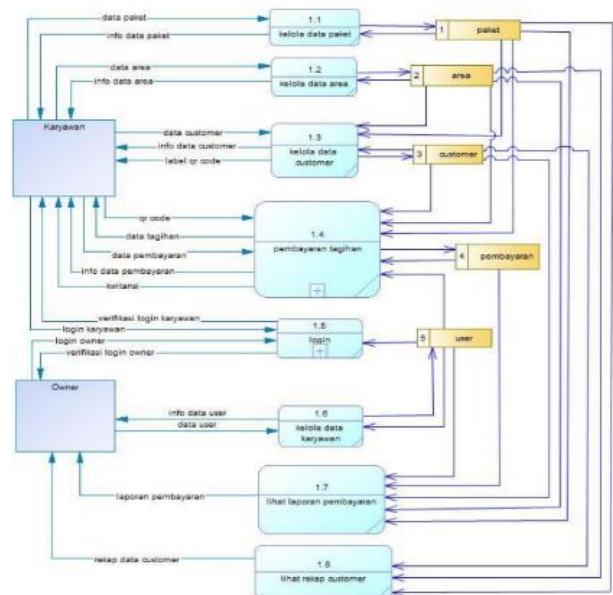 data paket
info data paket
1.1
kelola data paket
1 paket
data area
info data area
1.2
kelola data area
2 area
Karyawan
data customer
info data customer
label qr code
1.3
kelola data
customer
3 customer
qr code
data tagihan
data pembayaran
info data pembayaran
kwitansi
1.4
pembayaran tagihan
4 pembayaran
verifikasi login karyawan
login karyawan
login owner
verifikasi login owner
1.5
login
5 user
Owner
info data user
data user
1.6
kelola data
karyawan
laporan pembayaran
1.7
lihat laporan pembayaran
rekap data customer
1.8
lihat rekap customer